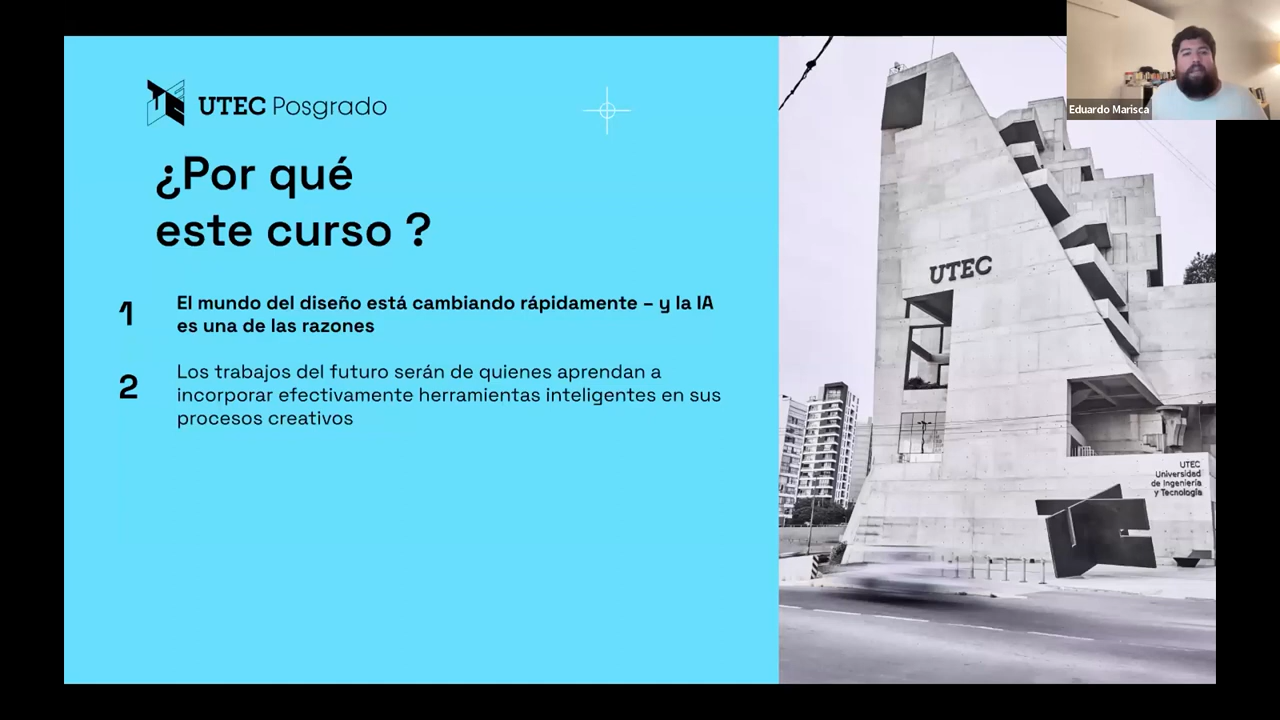 UTEC Posgrado
¿Por qué
este curso ?
1
El mundo del diseño está cambiando rápidamente – y la IA
es una de las razones
2
Los trabajos del futuro serán de quienes aprendan a
incorporar efectivamente herramientas inteligentes en sus
procesos creativos
Eduardo Marisca
UTEC
UTEC
Universidad
de Ingeniería
y Tecnología